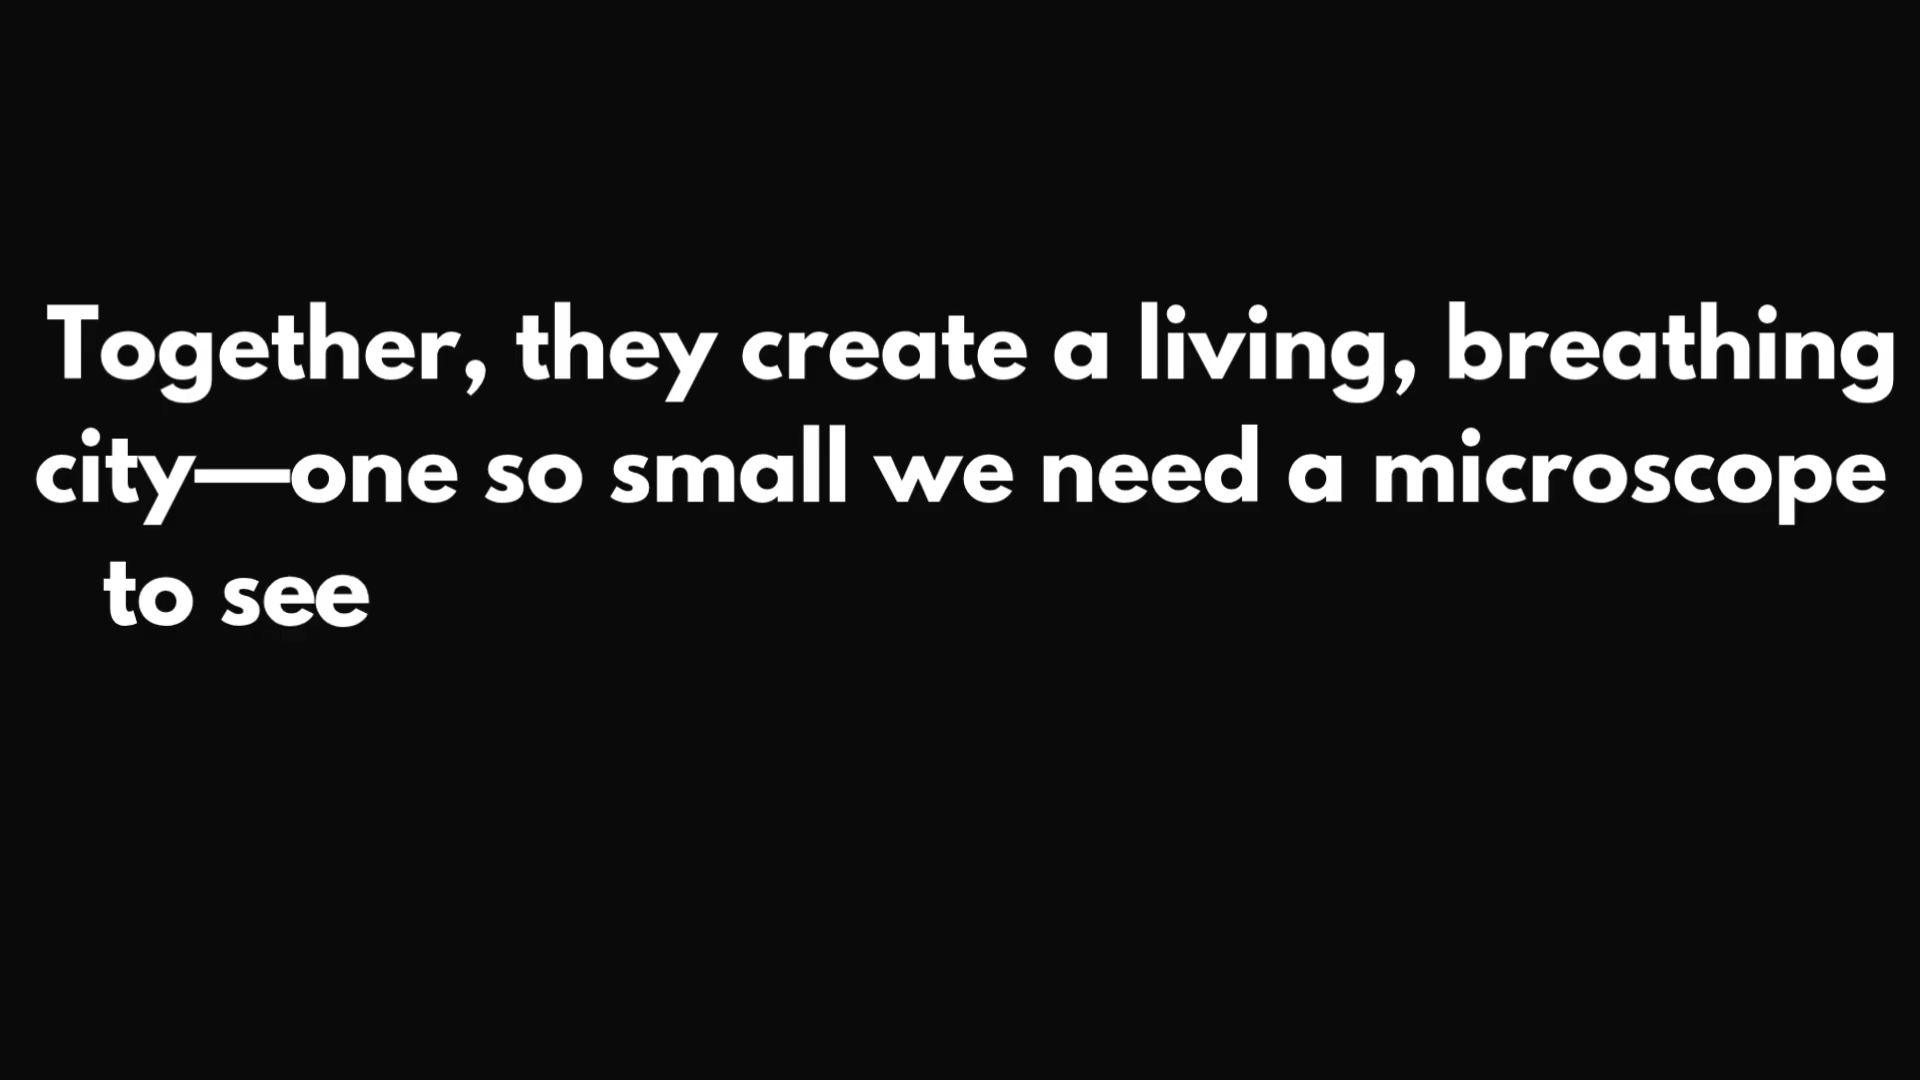 Together, they create a living, breathing
city—one so small we need a microscope
to see